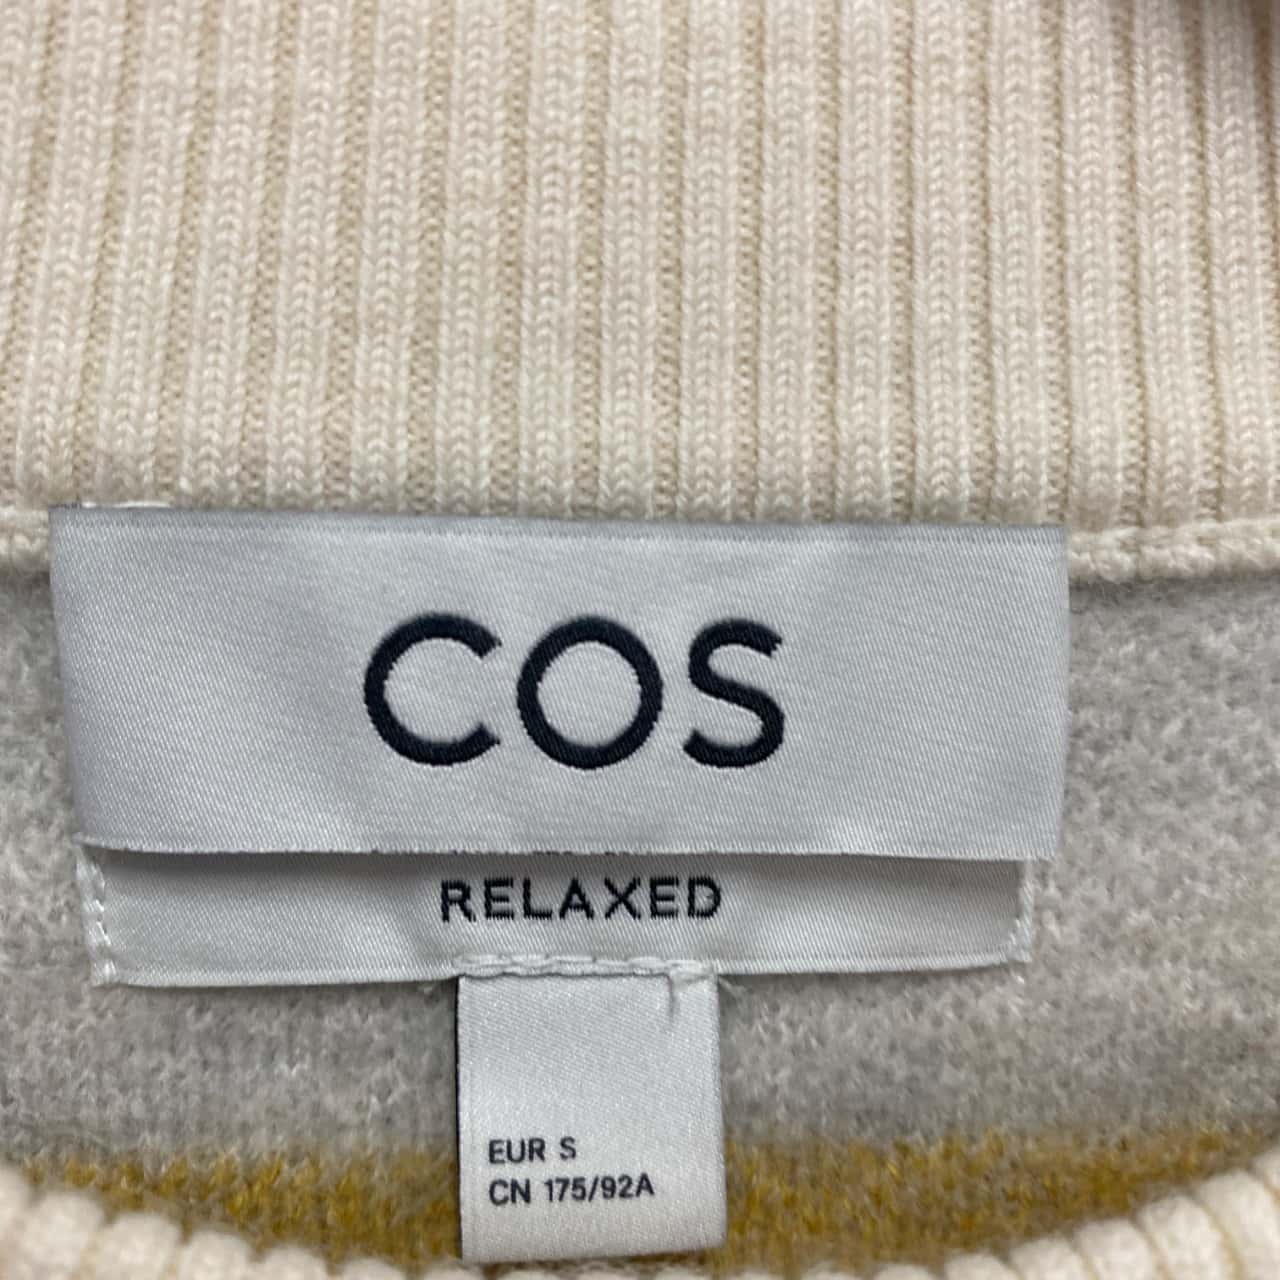 COS
RELAXED
EUR S
CN 175/92A